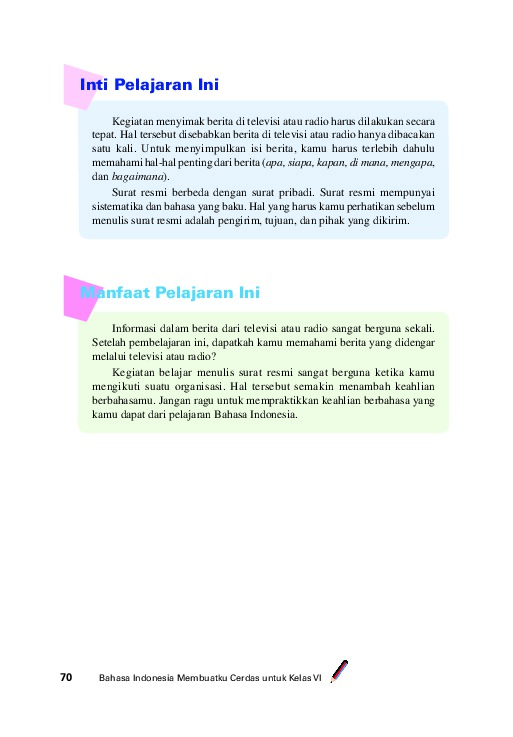 Inti Pelajaran Ini
Kegiatan menyimak berita di televisi atau radio harus dilakukan secara
tepat. Hal tersebut disebabkan berita di televisi atau radio hanya dibacakan
satu kali. Untuk menyimpulkan isi berita, kamu harus terlebih dahulu
memahami hal-hal penting dari berita (apa, siapa, kapan, di mana, mengapa,
dan bagaimana).
Surat resmi berbeda dengan surat pribadi. Surat resmi mempunyai
sistematika dan bahasa yang baku. Hal yang harus kamu perhatikan sebelum
menulis surat resmi adalah pengirim, tujuan, dan pihak yang dikirim.
Manfaat Pelajaran Ini
Informasi dalam berita dari televisi atau radio sangat berguna sekali.
Setelah pembelajaran ini, dapatkah kamu memahami berita yang didengar
melalui televisi atau radio?
Kegiatan belajar menulis surat resmi sangat berguna ketika kamu
mengikuti suatu organisasi. Hal tersebut semakin menambah keahlian
berbahasamu. Jangan ragu untuk mempraktikkan keahlian berbahasa yang
kamu dapat dari pelajaran Bahasa Indonesia.
70 Bahasa Indonesia Membuatku Cerdas untuk Kelas VI